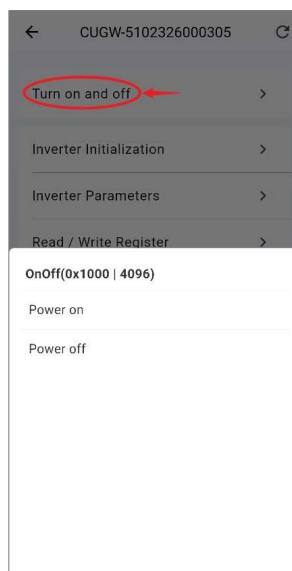 CUGW-5102326000305
Turn on and off
Inverter Initialization
Inverter Parameters
Read / Write Register
OnOff(0x1000 | 4096)
Power on
Power off